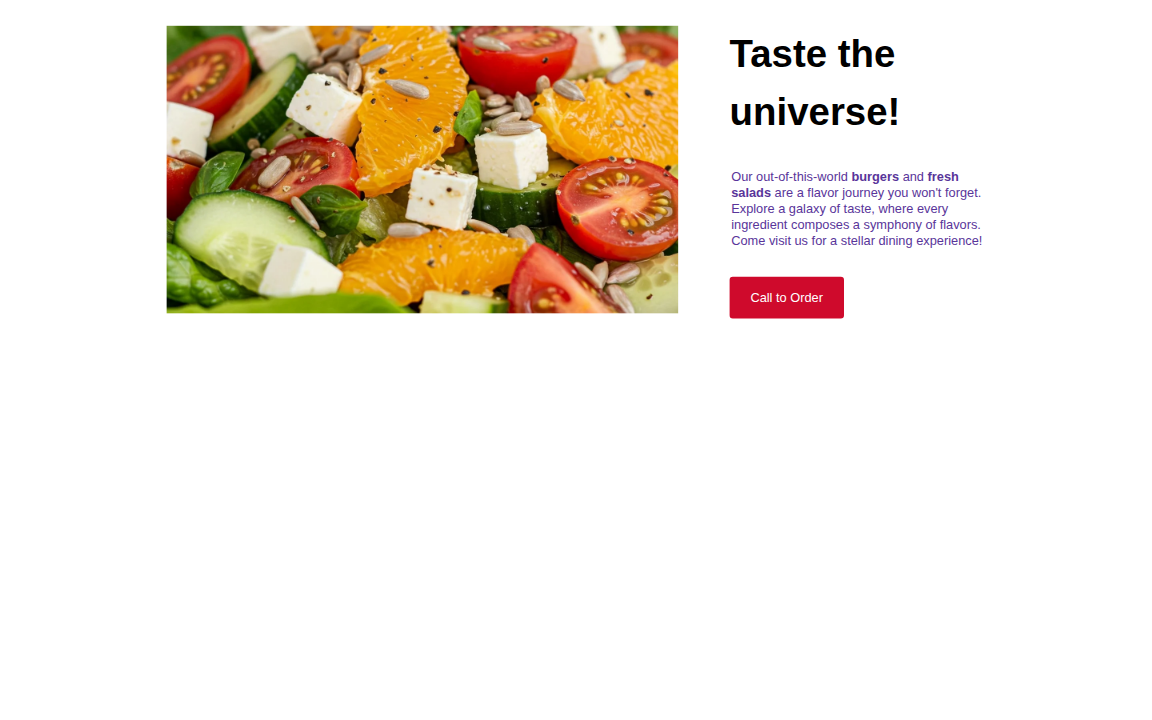 Taste the
universe!
Our out-of-this-world burgers and fresh
salads are a flavor journey you won't forget.
Explore a galaxy of taste, where every
ingredient composes a symphony of flavors.
Come visit us for a stellar dining experience!
Call to Order